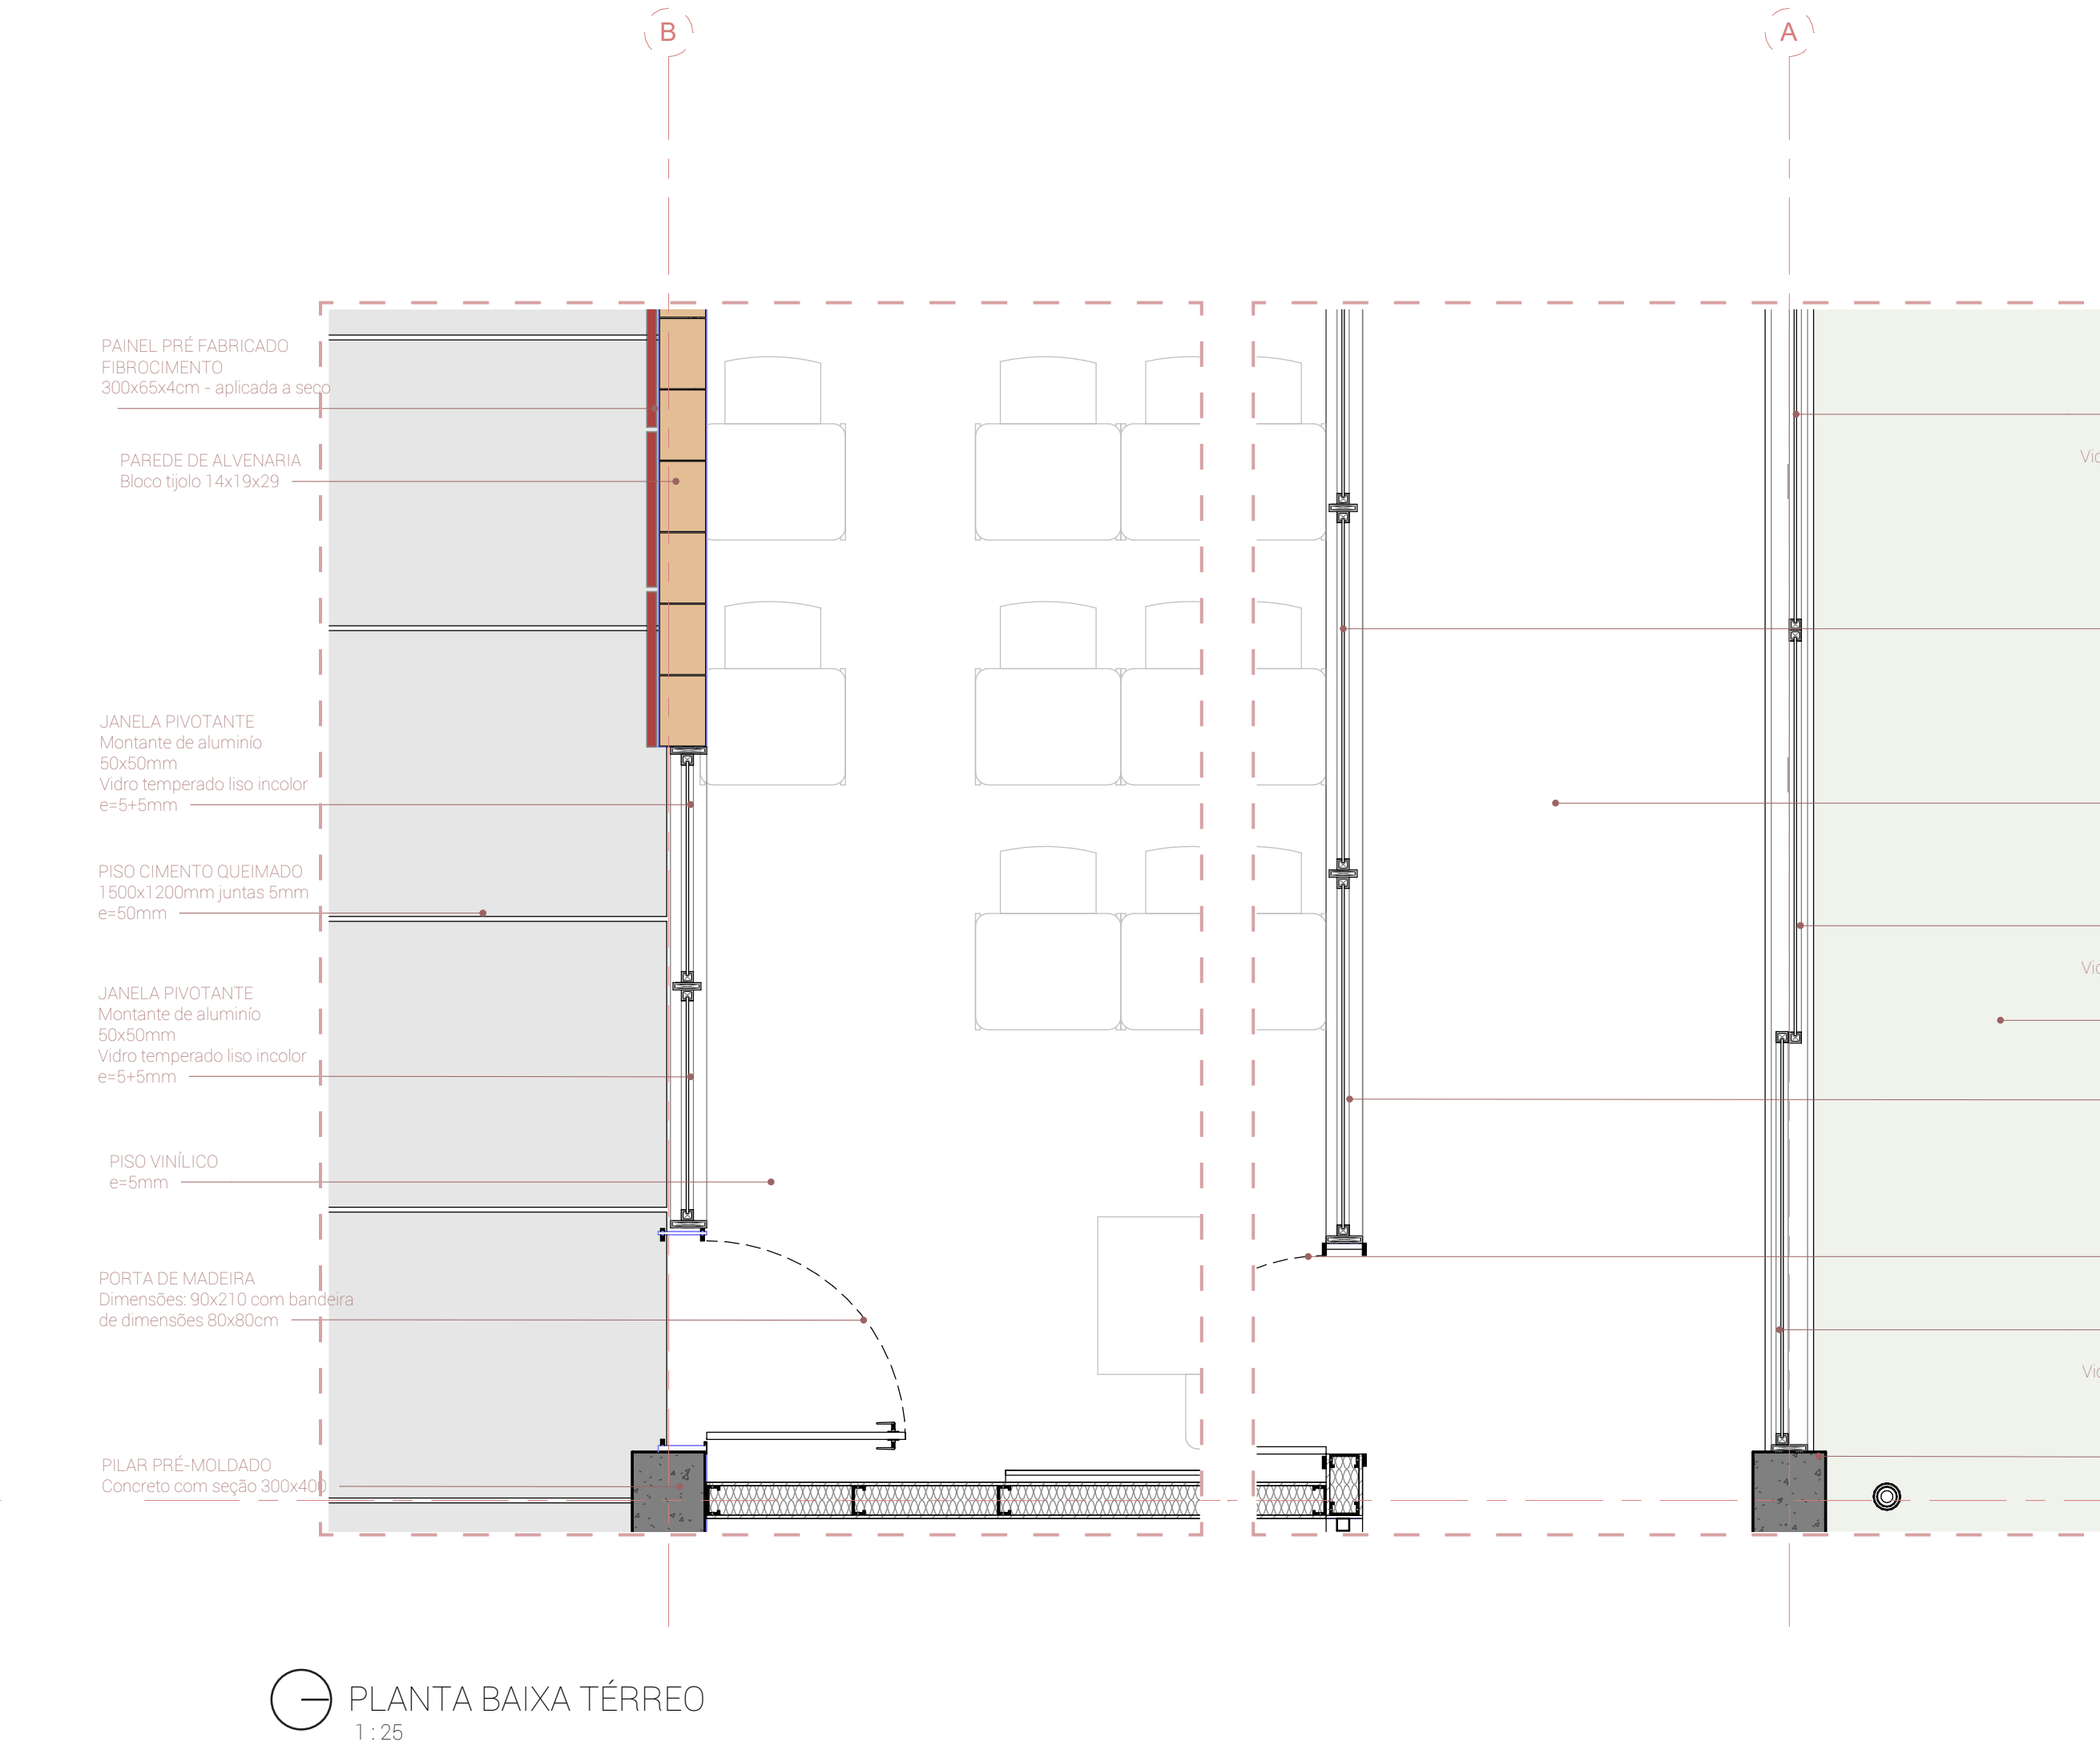 B
A
PAINEL PRÉ FABRICADO
FIBROCIMENTO
300x65x4cm - aplicada a seco
PAREDE DE ALVENARIA
Bloco tijolo 14x19x29
JANELA PIVOTANTE
Montante de aluminío
50x50mm
Vidro temperado liso incolor
e=5+5mm
PISO CIMENTO QUEIMADO
1500x1200mm juntas 5mm
e=50mm
JANELA PIVOTANTE
Montante de aluminío
50x50mm
Vidro temperado liso incolor
e=5+5mm
PISO VINÍLICO
e=5mm
PORTA DE MADEIRA
Dimensões: 90x210 com bandeira
de dimensões 80x80cm
PILAR PRÉ-MOLDADO
Concreto com seção 300x400
PLANTA BAIXA TÉRREO
1 : 25